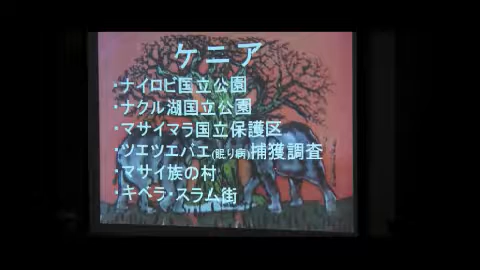 ケニア
・ナイロビ国立公園
・ナクル湖国立公園
・マサイマラ国立保護区
・ツエツエバエ(眠り病)捕獲調査
・マサイ族の村
・キベラ・スラム街